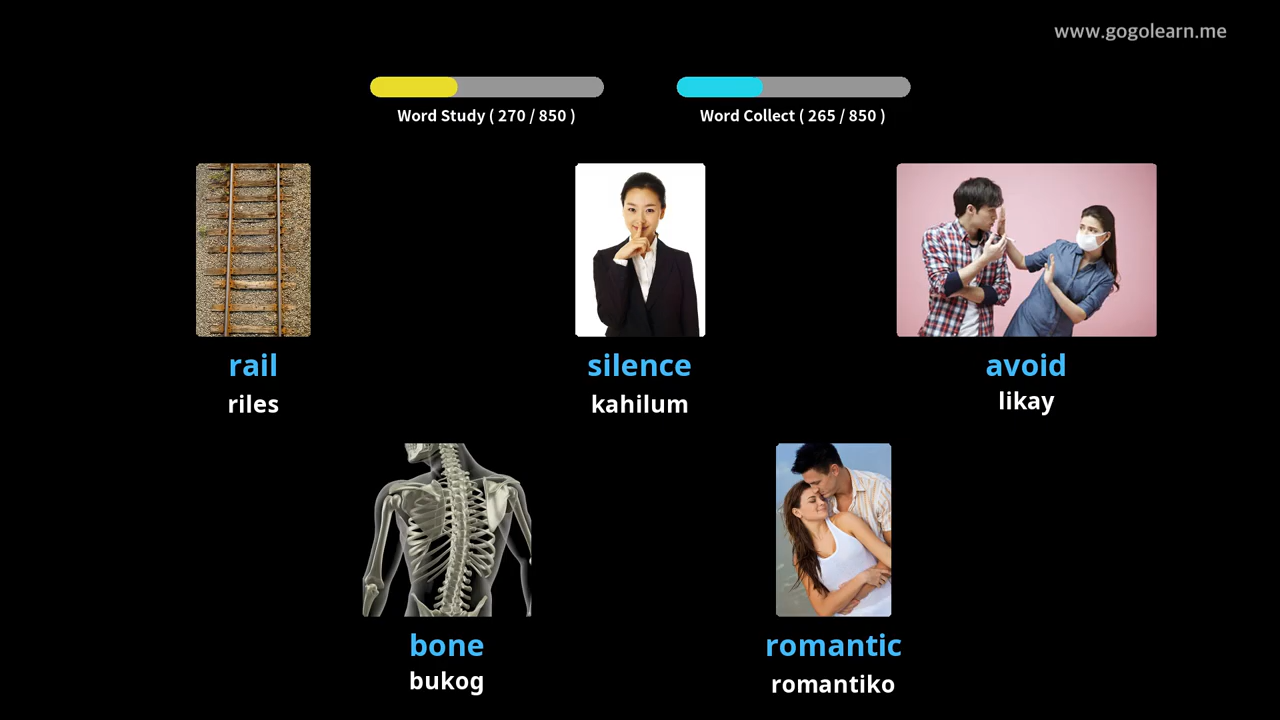 www.gogolearn.me
Word Study ( 270 / 850 )
Word Collect ( 265 / 850 )
rail
riles
silence
kahilum
avoid
likay
bone
bukog
romantic
romantiko